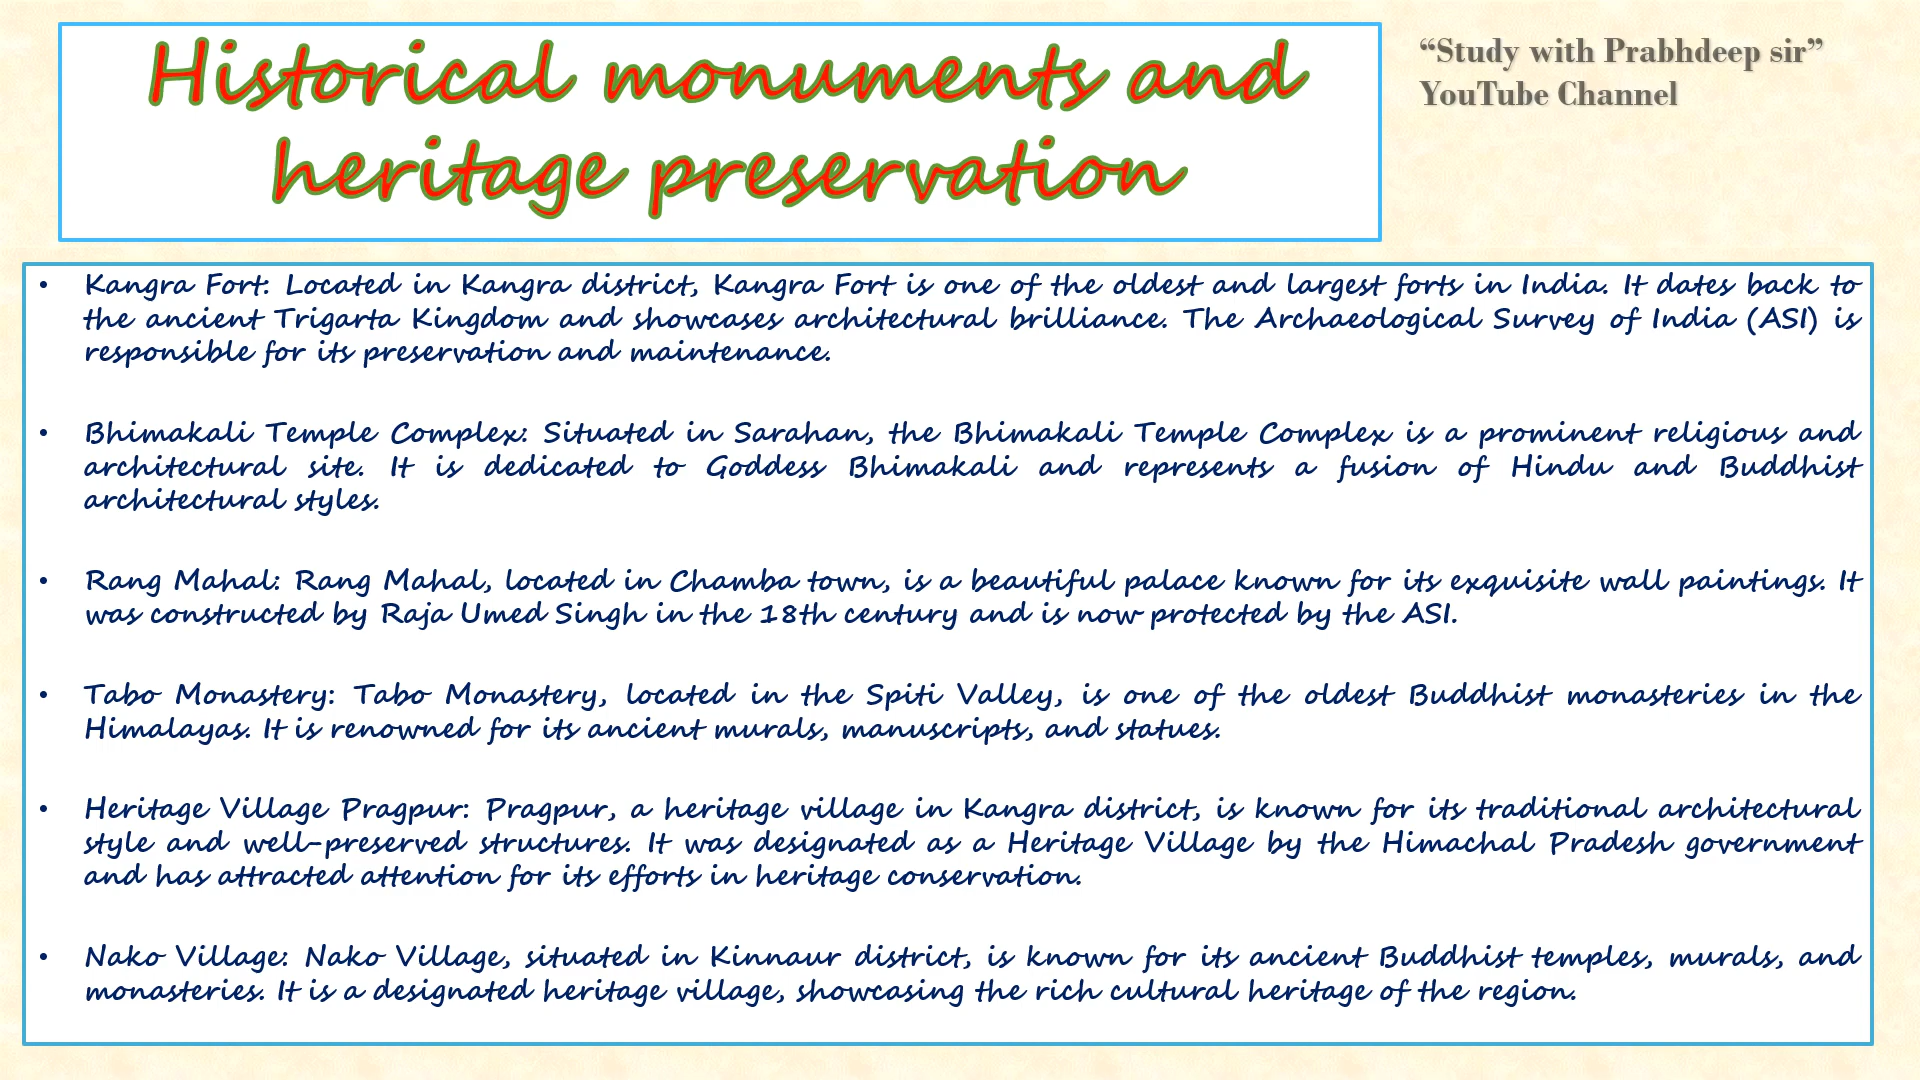 Historical monuments and
heritage preservation
“Study with Prabhdeep sir”
YouTube Channel
• Kangra Fort: Located in Kangra district, Kangra Fort is one of the oldest and largest forts in India. It dates back to
the ancient Trigarta Kingdom and showcases architectural brilliance. The Archaeological Survey of India (ASI) is
responsible for its preservation and maintenance.
• Bhimakali Temple Complex: Situated in Sarahan, the Bhimakali Temple Complex is a prominent religious and
architectural site. It is dedicated to Goddess Bhimakali and represents a fusion of Hindu and Buddhist
architectural styles.
• Rang Mahal: Rang Mahal, located in Chamba town, is a beautiful palace known for its exquisite wall paintings. It
was constructed by Raja Umed Singh in the 18th century and is now protected by the ASI.
• Tabo Monastery: Tabo Monastery, located in the Spiti Valley, is one of the oldest Buddhist monasteries in the
Himalayas. It is renowned for its ancient murals, manuscripts, and statues.
• Heritage Village Pragpur: Pragpur, a heritage village in Kangra district, is known for its traditional architectural
style and well-preserved structures. It was designated as a Heritage Village by the Himachal Pradesh government
and has attracted attention for its efforts in heritage conservation.
• Nako Village: Nako Village, situated in Kinnaur district, is known for its ancient Buddhist temples, murals, and
monasteries. It is a designated heritage village, showcasing the rich cultural heritage of the region.